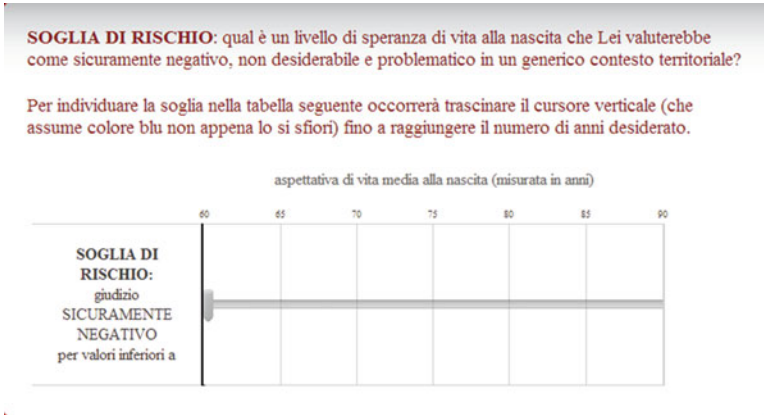 SOGLIA DI RISCHIO: qual è un livello di speranza di vita alla nascita che Lei valuterebbe
come sicuramente negativo, non desiderabile e problematico in un generico contesto territoriale?
Per individuare la soglia nella tabella seguente occorrerà trascinare il cursore verticale (che
assume colore blu non appena lo si sfiori) fino a raggiungere il numero di anni desiderato.
aspettativa di vita media alla nascita (misurata in anni)
60 65 70 75 80 85 90
SOGLIA DI
RISCHIO:
giudizio
SICURAMENTE
NEGATIVO
per valori inferiori a